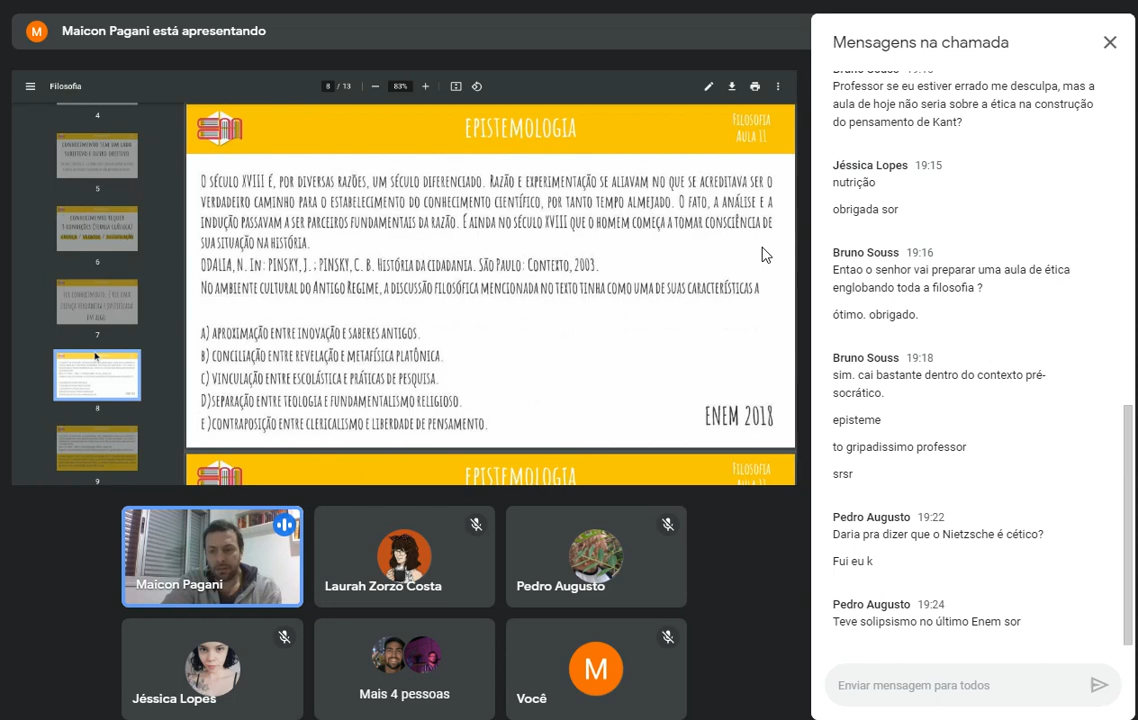 M
Maicon Pagani está apresentando
Filosofia
8 / 13
83%
4
5
6
7
8
9
EPISTEMOLOGIA
FILOSOFIA
AULA 11
O SÉCULO XVIII É, POR DIVERSAS RAZÕES, UM SÉCULO DIFERENCIADO. RAZÃO E EXPERIMENTAÇÃO SE ALIAVAM NO QUE SE ACREDITAVA SER O
VERDADEIRO CAMINHO PARA O ESTABELECIMENTO DO CONHECIMENTO CIENTÍFICO, POR TANTO TEMPO ALMEJADO. O FATO, A ANÁLISE E A
INDUÇÃO PASSAVAM A SER PARCEIROS FUNDAMENTAIS DA RAZÃO. É AINDA NO SÉCULO XVIII QUE O HOMEM COMEÇA A TOMAR CONSCIÊNCIA DE
SUA SITUAÇÃO NA HISTÓRIA.
ODALIA, N. IN: PINSKY, J. ; PINSKY, C. B. HISTÓRIA DA CIDADANIA. SÃO PAULO: CONTEXTO, 2003.
NO AMBIENTE CULTURAL DO ANTIGO REGIME, A DISCUSSÃO FILOSÓFICA MENCIONADA NO TEXTO TINHA COMO UMA DE SUAS CARACTERÍSTICAS A
A) APROXIMAÇÃO ENTRE INOVAÇÃO E SABERES ANTIGOS.
B) CONCILIAÇÃO ENTRE REVELAÇÃO E METAFÍSICA PLATÔNICA.
C) VINCULAÇÃO ENTRE ESCOLÁSTICA E PRÁTICAS DE PESQUISA.
D)SEPARAÇÃO ENTRE TEOLOGIA E FUNDAMENTALISMO RELIGIOSO.
E )CONTRAPOSIÇÃO ENTRE CLERICALISMO E LIBERDADE DE PENSAMENTO.
ENEM 2018
EPISTEMOLOGIA
FILOSOFIA
AULA 11
Maicon Pagani
Laurah Zorzo Costa
Pedro Augusto
Jéssica Lopes
Mais 4 pessoas
M
Você
Mensagens na chamada
Bruno Souss
Professor se eu estiver errado me desculpa, mas a
aula de hoje não seria sobre a ética na construção
do pensamento de Kant?
Jéssica Lopes 19:15
nutrição
obrigada sor
Bruno Souss 19:16
Entao o senhor vai preparar uma aula de ética
englobando toda a filosofia ?
ótimo. obrigado.
Bruno Souss 19:18
sim. cai bastante dentro do contexto pré-
socrático.
episteme
to gripadissimo professor
srsr
Pedro Augusto 19:22
Daria pra dizer que o Nietzsche é cético?
Fui eu k
Pedro Augusto 19:24
Teve solipsismo no último Enem sor
Enviar mensagem para todos